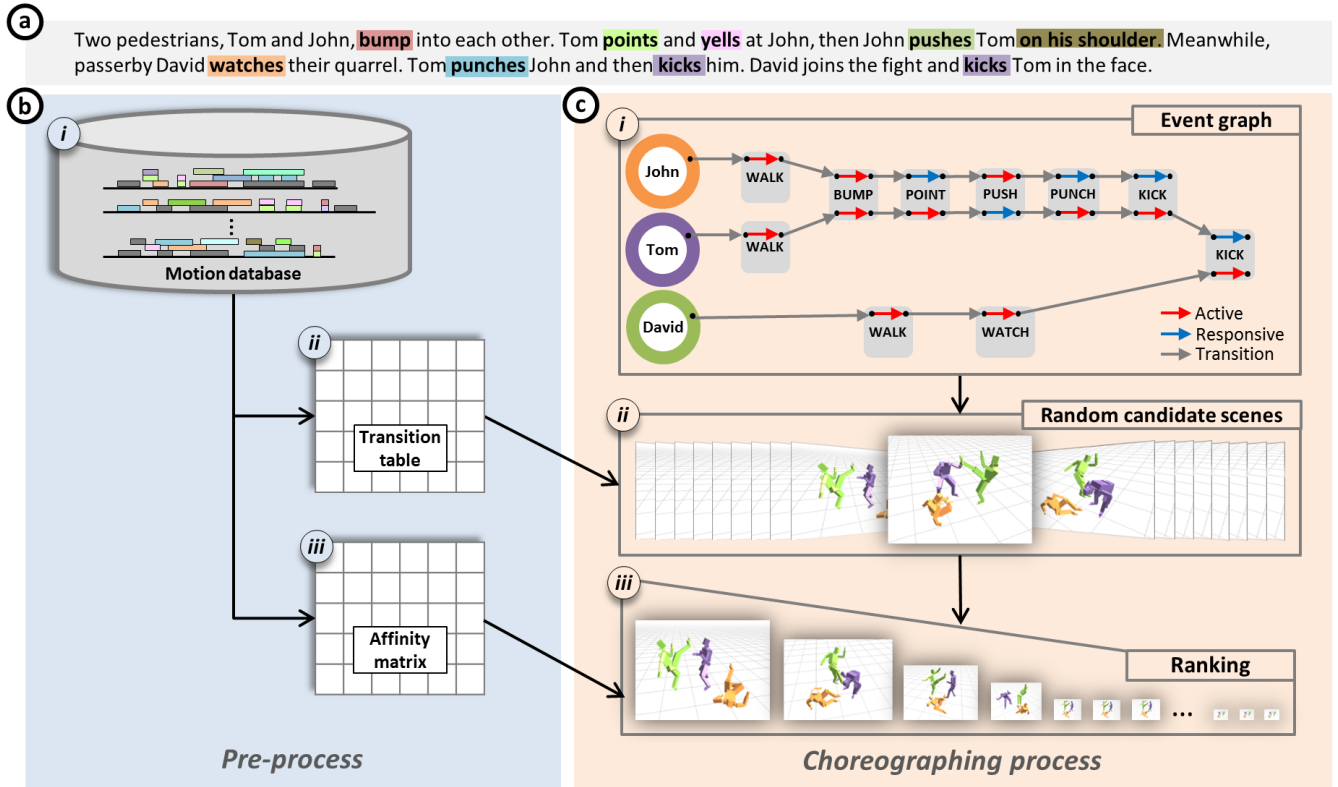 a
Two pedestrians, Tom and John, bump into each other. Tom points and yells at John, then John pushes Tom on his shoulder. Meanwhile,
passerby David watches their quarrel. Tom punches John and then kicks him. David joins the fight and kicks Tom in the face.
b
i
Motion database
ii
Transition
table
iii
Affinity
matrix
Pre-process
c
i
Event graph
John
WALK
BUMP
POINT
PUSH
PUNCH
KICK
Tom
WALK
KICK
David
WALK
WATCH
Active
Responsive
Transition
ii
Random candidate scenes
iii
Ranking
...
Choreographing process